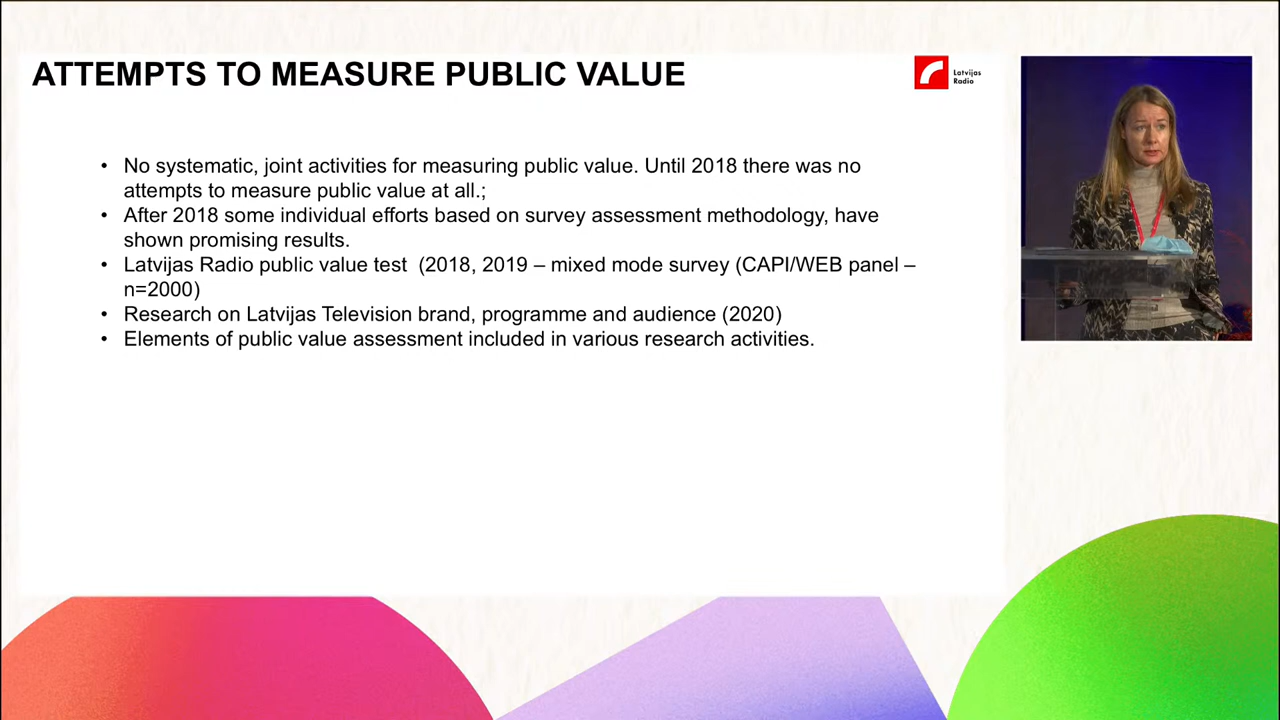 ATTEMPTS TO MEASURE PUBLIC VALUE
Latvijas
Radio
• No systematic, joint activities for measuring public value. Until 2018 there was no
attempts to measure public value at all.;
• After 2018 some individual efforts based on survey assessment methodology, have
shown promising results.
• Latvijas Radio public value test  (2018, 2019 – mixed mode survey (CAPI/WEB panel –
n=2000)
• Research on Latvijas Television brand, programme and audience (2020)
• Elements of public value assessment included in various research activities.